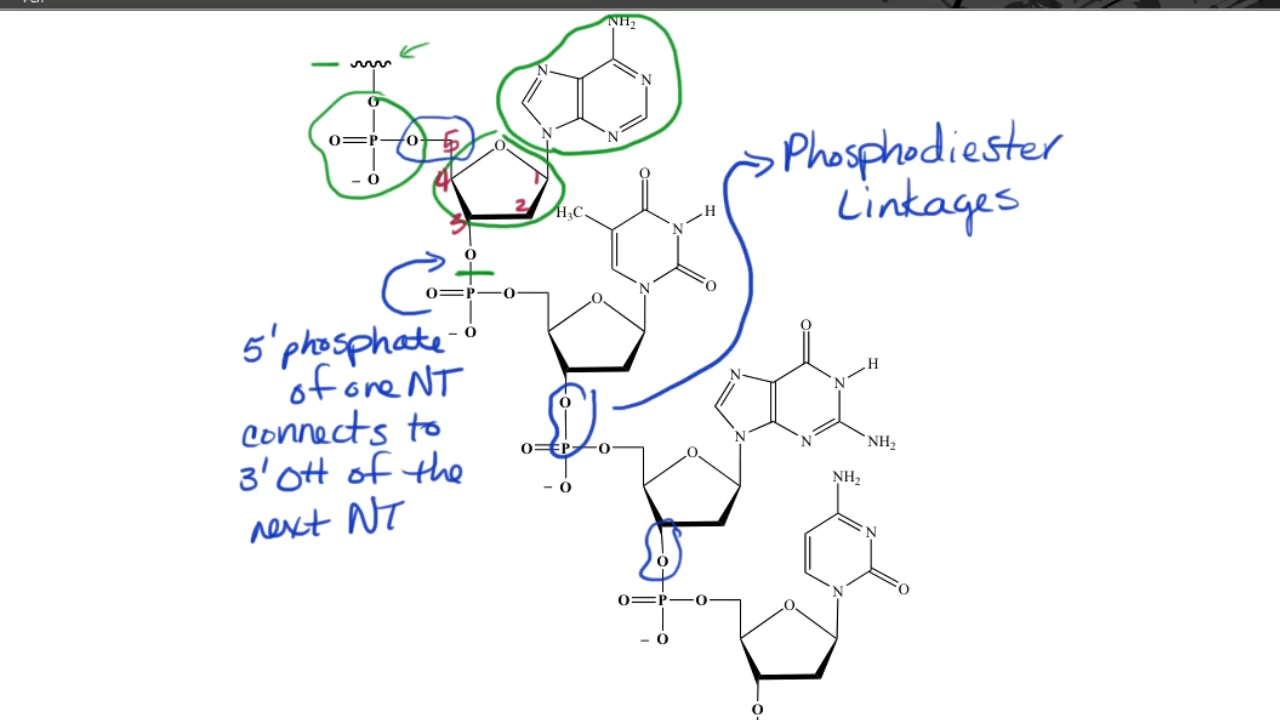 NH₂
N
N
N
N
O
O=P—O
5
O
4
1
– O
3
2
O
O
H₃C
N
H
O=P—O
O
N
O
– O
O
H
N
N
O
O=P—O
O
N
N
NH₂
– O
NH₂
N
O
O=P—O
O
N
O
– O
O
Phosphodiester
Linkages
5' phosphate
of one NT
connects to
3' OH of the
next NT